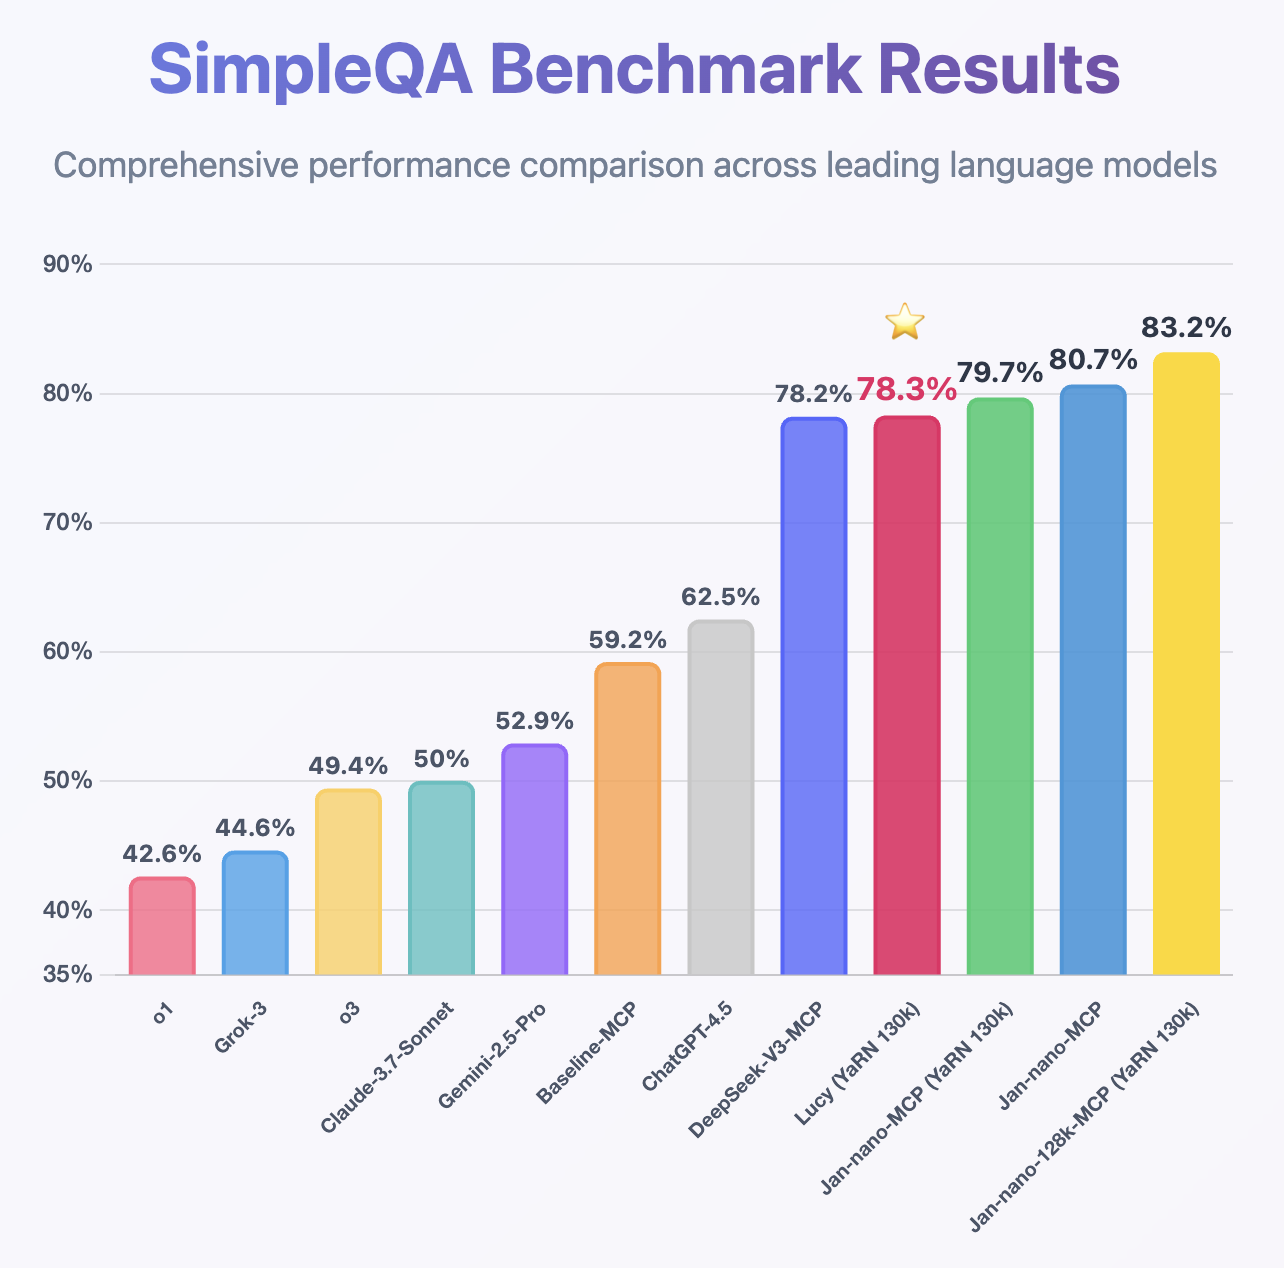 SimpleQA Benchmark Results
Comprehensive performance comparison across leading language models
90%
80%
70%
60%
50%
40%
35%
42.6%
44.6%
49.4%
50%
52.9%
59.2%
62.5%
78.2%
78.3%
79.7%
80.7%
83.2%
o1
Grok-3
o3
Claude-3.7-Sonnet
Gemini-2.5-Pro
Baseline-MCP
ChatGPT-4.5
DeepSeek-V3-MCP
Lucy (YaRN 130k)
Jan-nano-MCP (YaRN 130k)
Jan-nano-MCP
Jan-nano-128k-MCP (YaRN 130k)